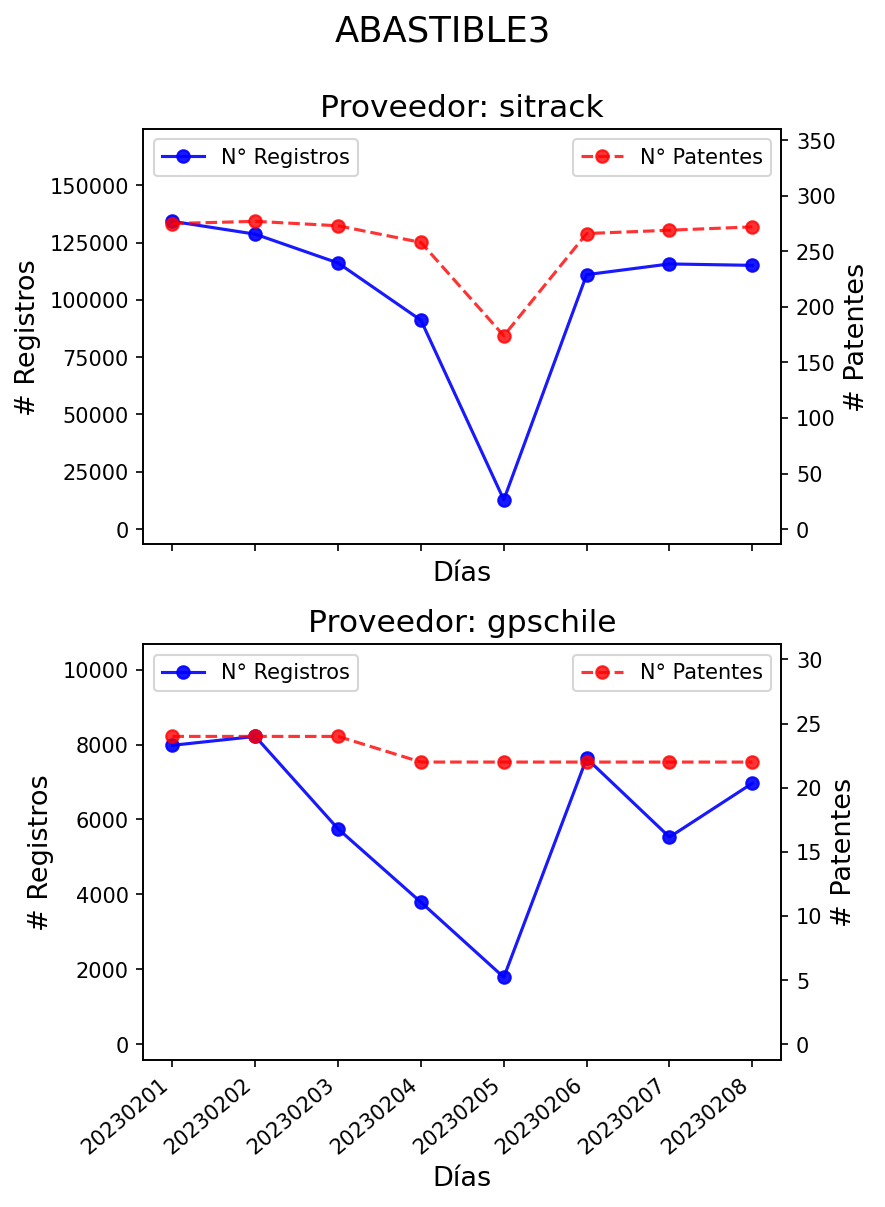 ABASTIBLE3
Proveedor: sitrack
N° Registros
N° Patentes
# Registros
150000
125000
100000
75000
50000
25000
0
350
300
250
200
150
100
50
0
# Patentes
Días
Proveedor: gpschile
N° Registros
N° Patentes
# Registros
10000
8000
6000
4000
2000
0
30
25
20
15
10
5
0
# Patentes
20230201
20230202
20230203
20230204
20230205
20230206
20230207
20230208
Días